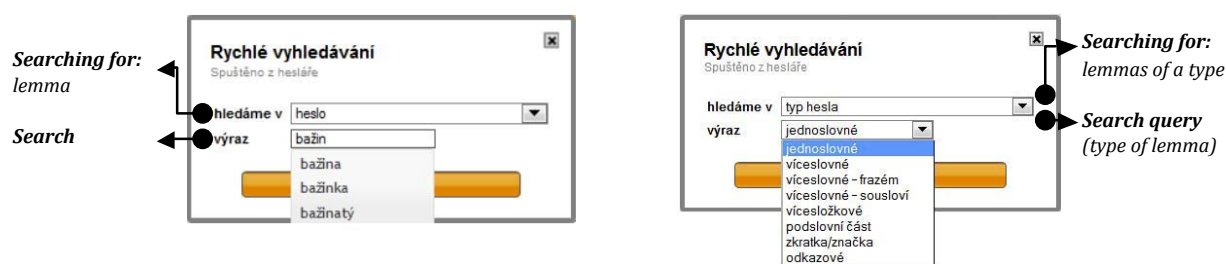 Searching for:
lemma
Search
Rychlé vyhledávání
Spuštěno z hesláře
hledáme v heslo
výraz bažin
bažina
bažinka
bažinatý
Rychlé vyhledávání
Spuštěno z hesláře
hledáme v typ hesla
výraz jednoslovné
jednoslovné
víceslovné
víceslovné – frazém
víceslovné – sousloví
vícesložkové
podslovní část
zkratka/značka
odkazové
Searching for:
lemmas of a type
Search query
(type of lemma)